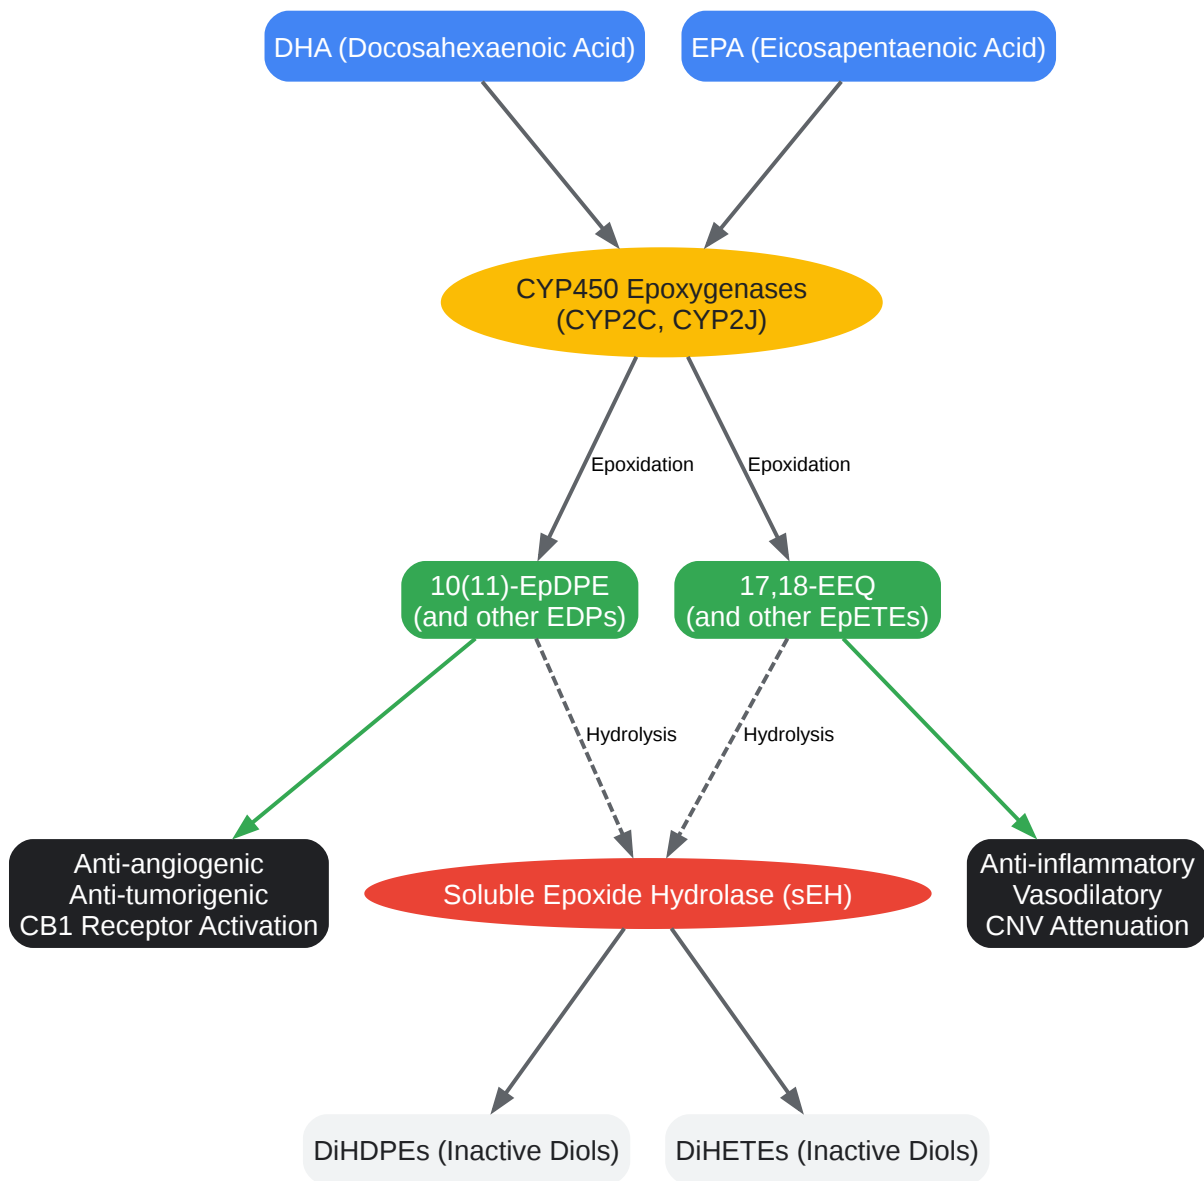 DHA (Docosahexaenoic Acid)
EPA (Eicosapentaenoic Acid)
CYP450 Epoxygenases
(CYP2C, CYP2J)
Epoxidation
Epoxidation
10(11)-EpDPE
(and other EDPs)
17,18-EEQ
(and other EpETEs)
Hydrolysis
Hydrolysis
Anti-angiogenic
Anti-tumorigenic
CB1 Receptor Activation
Soluble Epoxide Hydrolase (sEH)
Anti-inflammatory
Vasodilatory
CNV Attenuation
DiHDPEs (Inactive Diols)
DiHETEs (Inactive Diols)